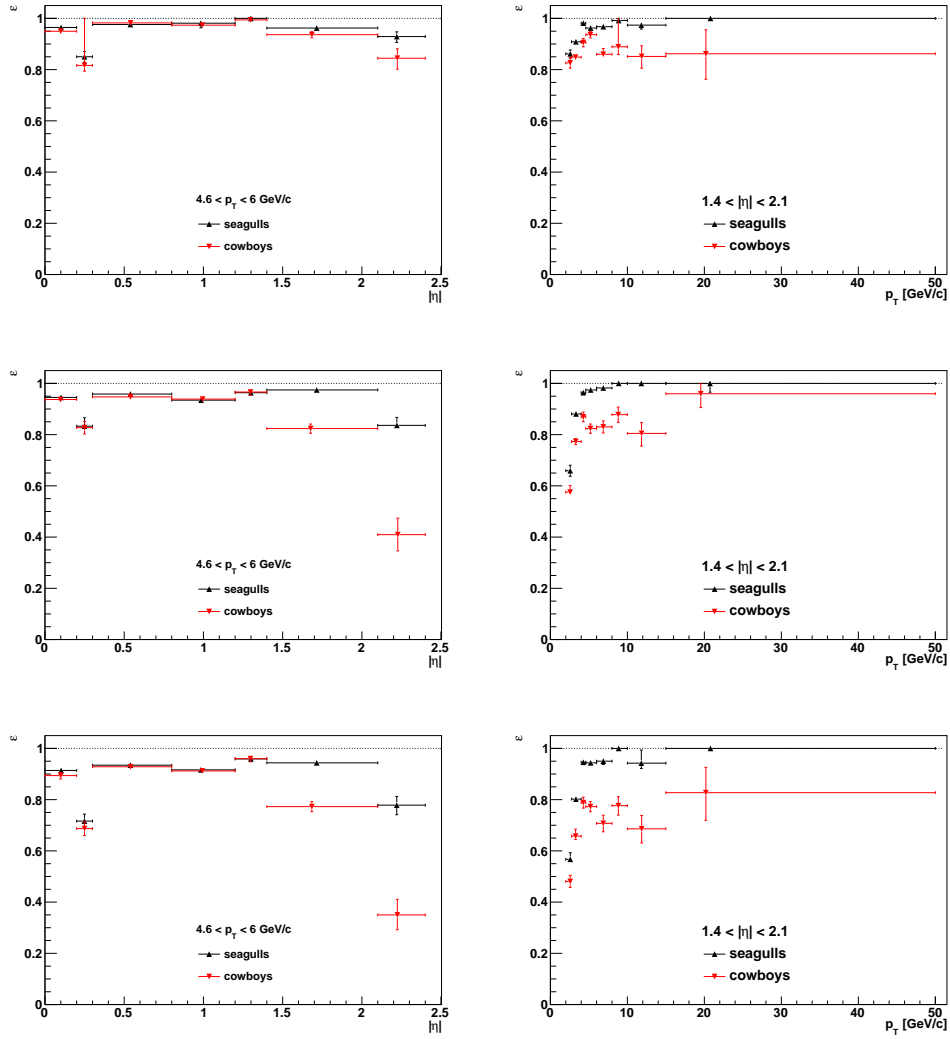 ε
1
0.8
0.6
0.4
0.2
0
4.6 < p_T < 6 GeV/c
seagulls
cowboys
0 0.5 1 1.5 2 2.5
|η|
ε
1
0.8
0.6
0.4
0.2
0
1.4 < |η| < 2.1
seagulls
cowboys
0 10 20 30 40 50
p_T [GeV/c]
ε
1
0.8
0.6
0.4
0.2
0
4.6 < p_T < 6 GeV/c
seagulls
cowboys
0 0.5 1 1.5 2 2.5
|η|
ε
1
0.8
0.6
0.4
0.2
0
1.4 < |η| < 2.1
seagulls
cowboys
0 10 20 30 40 50
p_T [GeV/c]
ε
1
0.8
0.6
0.4
0.2
0
4.6 < p_T < 6 GeV/c
seagulls
cowboys
0 0.5 1 1.5 2 2.5
|η|
ε
1
0.8
0.6
0.4
0.2
0
1.4 < |η| < 2.1
seagulls
cowboys
0 10 20 30 40 50
p_T [GeV/c]